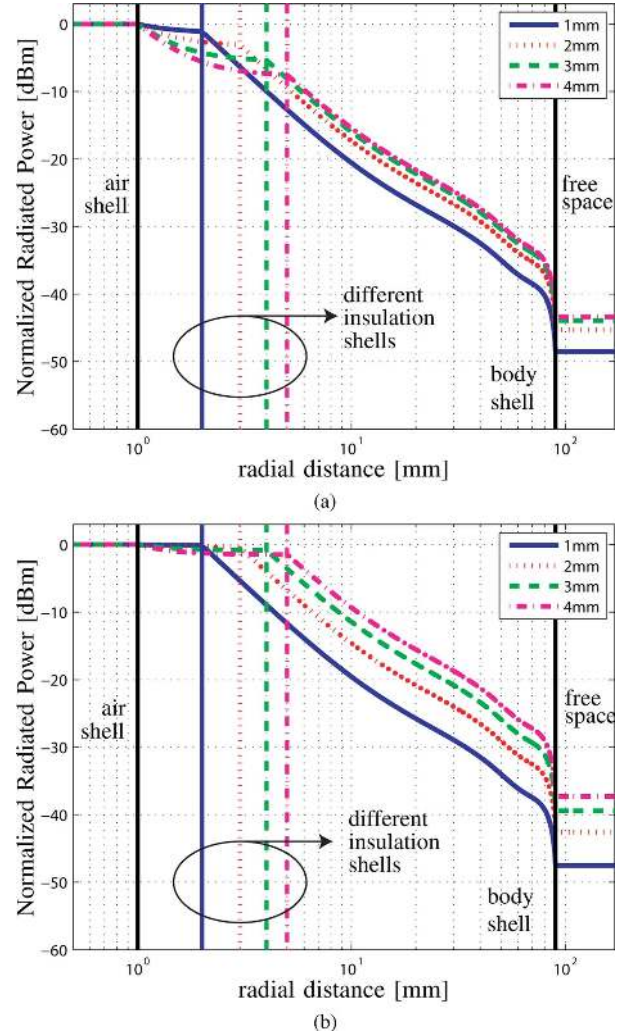 0
−10
−20
−30
−40
−50
−60
Normalized Radiated Power [dBm]
1mm
2mm
3mm
4mm
air
shell
free
space
different
insulation
shells
body
shell
10^0
10^1
10^2
radial distance [mm]
(a)
0
−10
−20
−30
−40
−50
−60
Normalized Radiated Power [dBm]
1mm
2mm
3mm
4mm
air
shell
free
space
different
insulation
shells
body
shell
10^0
10^1
10^2
radial distance [mm]
(b)